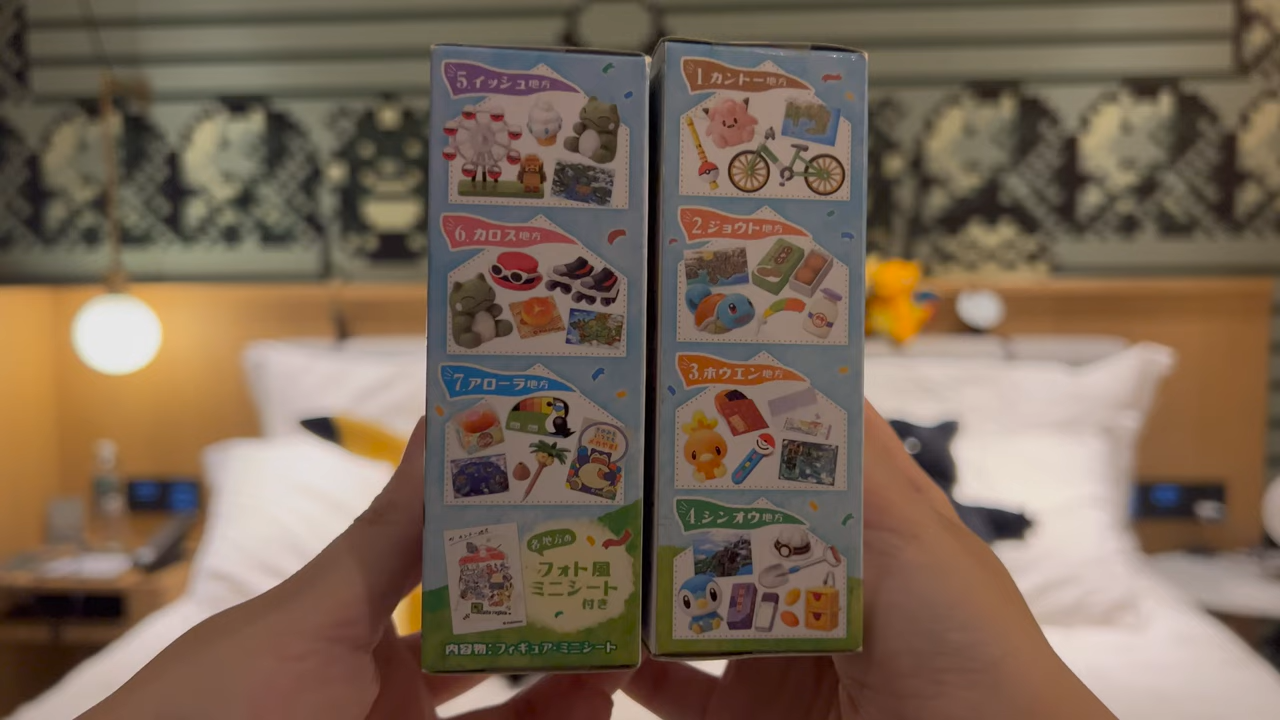 5.イッシュ地方
6.カロス地方
7.アローラ地方
各地方の
フォト風
ミニシート
付き
内容物:フィギュア・ミニシート
1.カントー地方
2.ジョウト地方
3.ホウエン地方
4.シンオウ地方